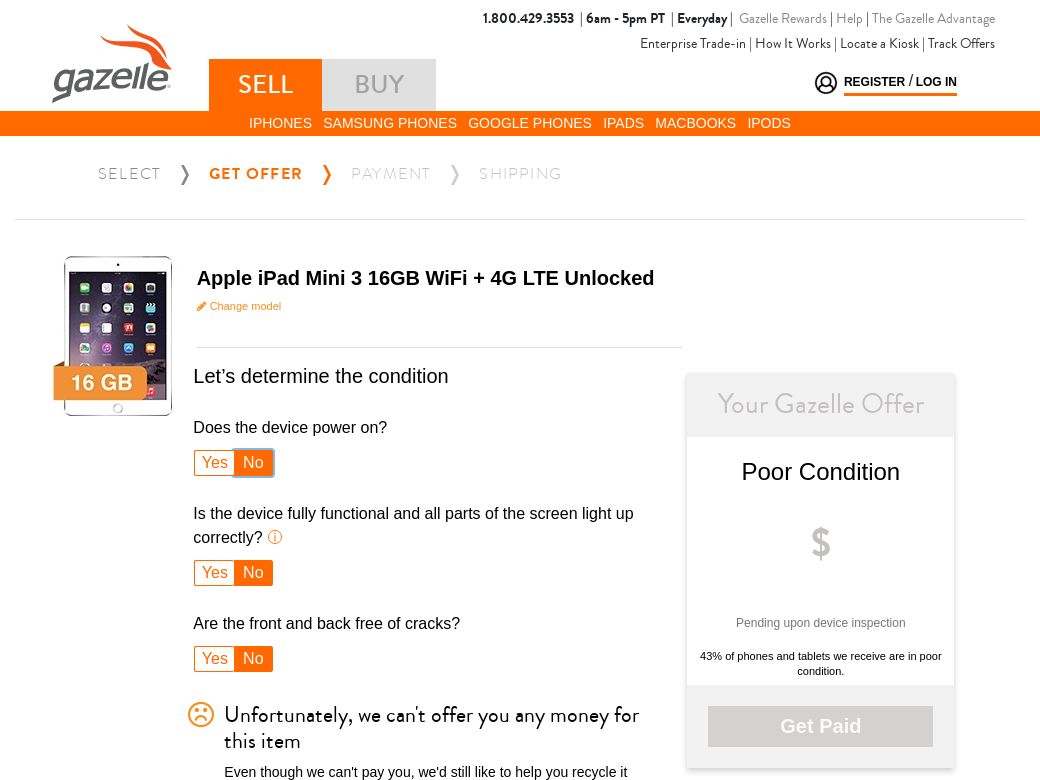 1.800.429.3553 | 6am - 5pm PT | Everyday | Gazelle Rewards | Help | The Gazelle Advantage
Enterprise Trade-in | How It Works | Locate a Kiosk | Track Offers
gazelle
SELL BUY
REGISTER / LOG IN
IPHONES SAMSUNG PHONES GOOGLE PHONES IPADS MACBOOKS IPODS
SELECT ❭ GET OFFER ❭ PAYMENT ❭ SHIPPING
Apple iPad Mini 3 16GB WiFi + 4G LTE Unlocked
Change model
16 GB
Let’s determine the condition
Does the device power on?
Yes No
Is the device fully functional and all parts of the screen light up
correctly?
Yes No
Are the front and back free of cracks?
Yes No
Unfortunately, we can't offer you any money for
this item
Even though we can't pay you, we'd still like to help you recycle it
Your Gazelle Offer
Poor Condition
$
Pending upon device inspection
43% of phones and tablets we receive are in poor
condition.
Get Paid